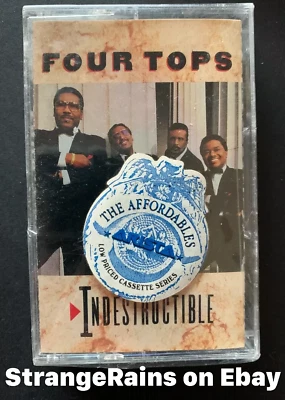 FOUR TOPS
THE AFFORDABLES
ARISTA
LOW PRICED CASSETTE SERIES
INDESTRUCTIBLE
StrangeRains on Ebay